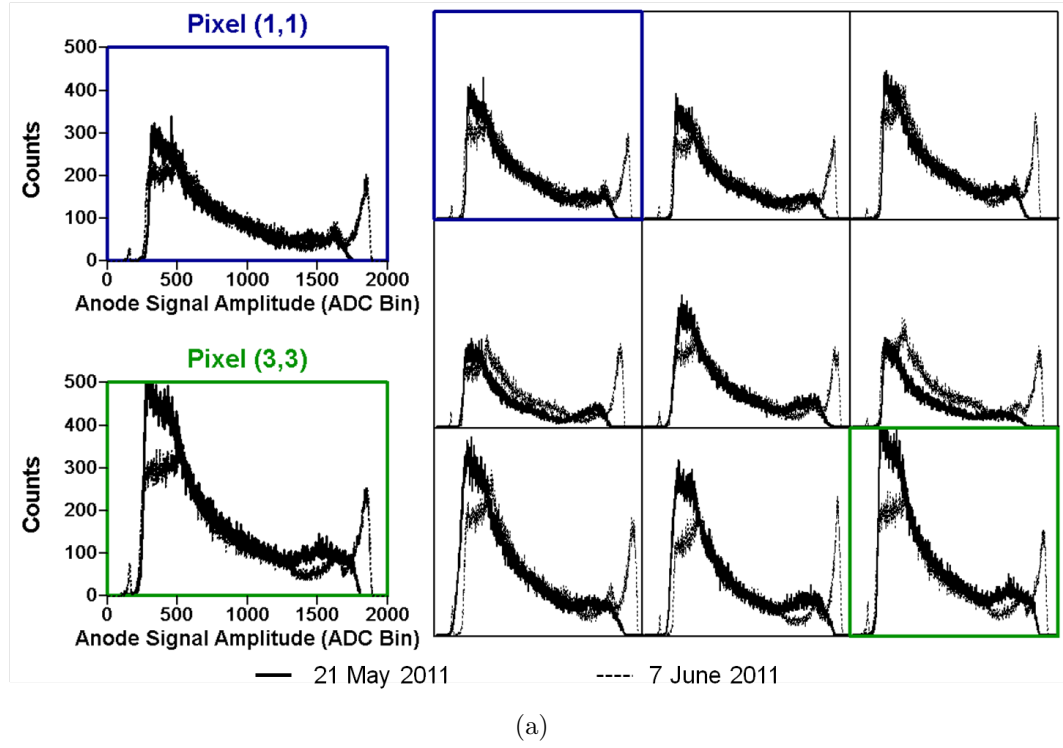 Pixel (1,1)
500
400
300
200
100
0
Counts
0 500 1000 1500 2000
Anode Signal Amplitude (ADC Bin)
Pixel (3,3)
500
400
300
200
100
0
Counts
0 500 1000 1500 2000
Anode Signal Amplitude (ADC Bin)
21 May 2011 7 June 2011
(a)